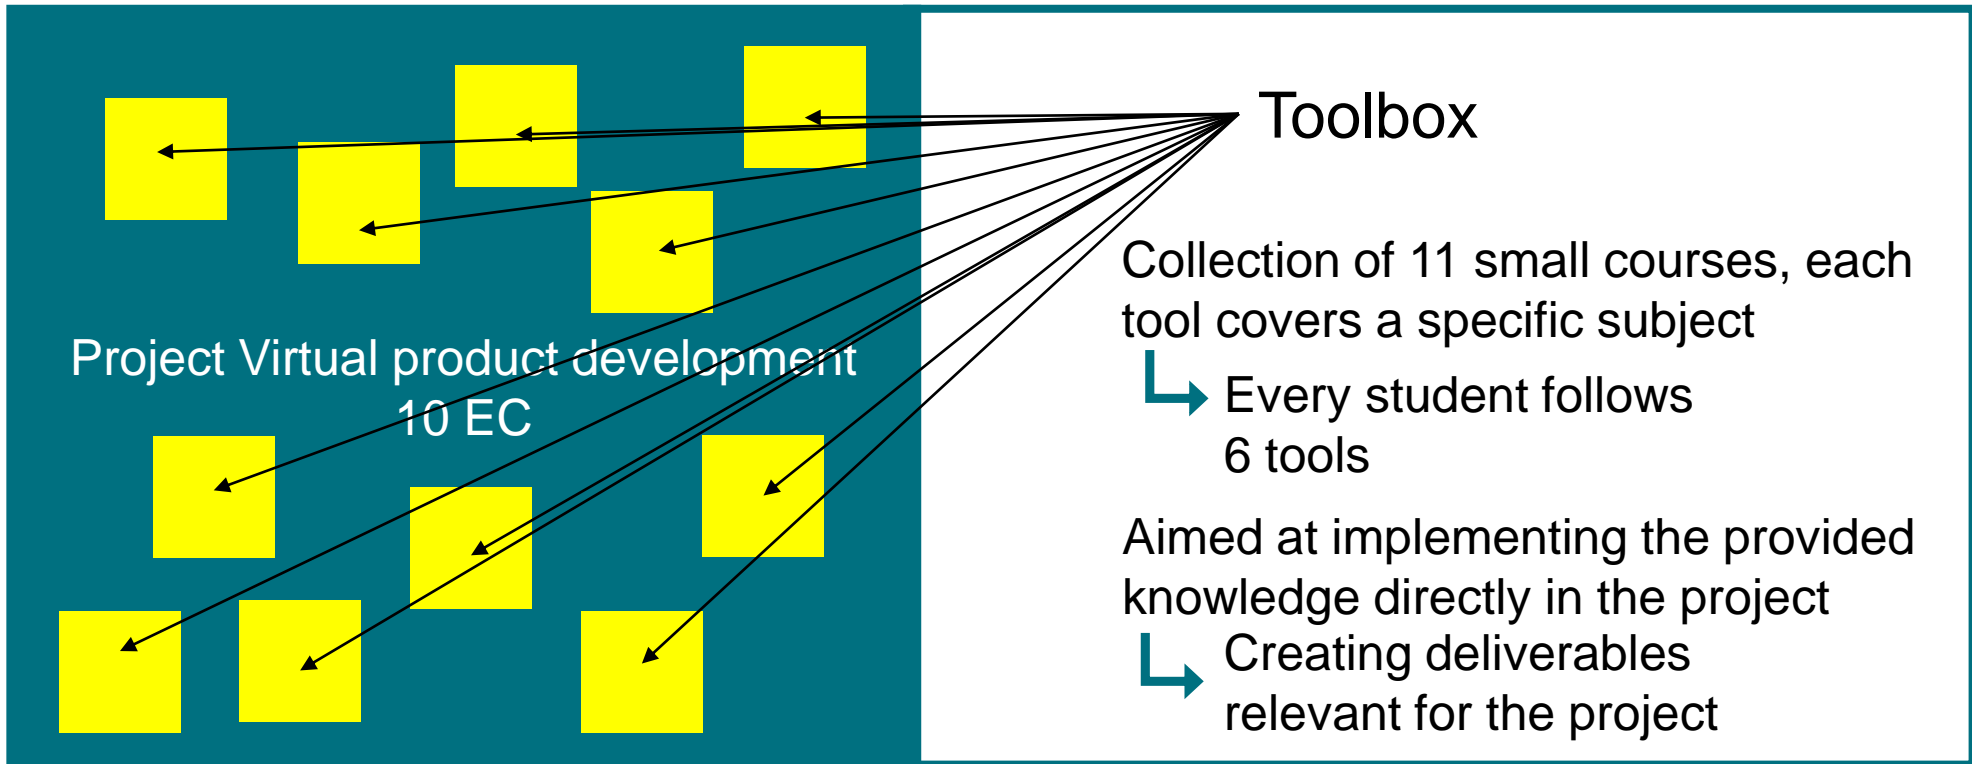 Project Virtual product development
10 EC
Toolbox
Collection of 11 small courses, each
tool covers a specific subject
Every student follows
6 tools
Aimed at implementing the provided
knowledge directly in the project
Creating deliverables
relevant for the project